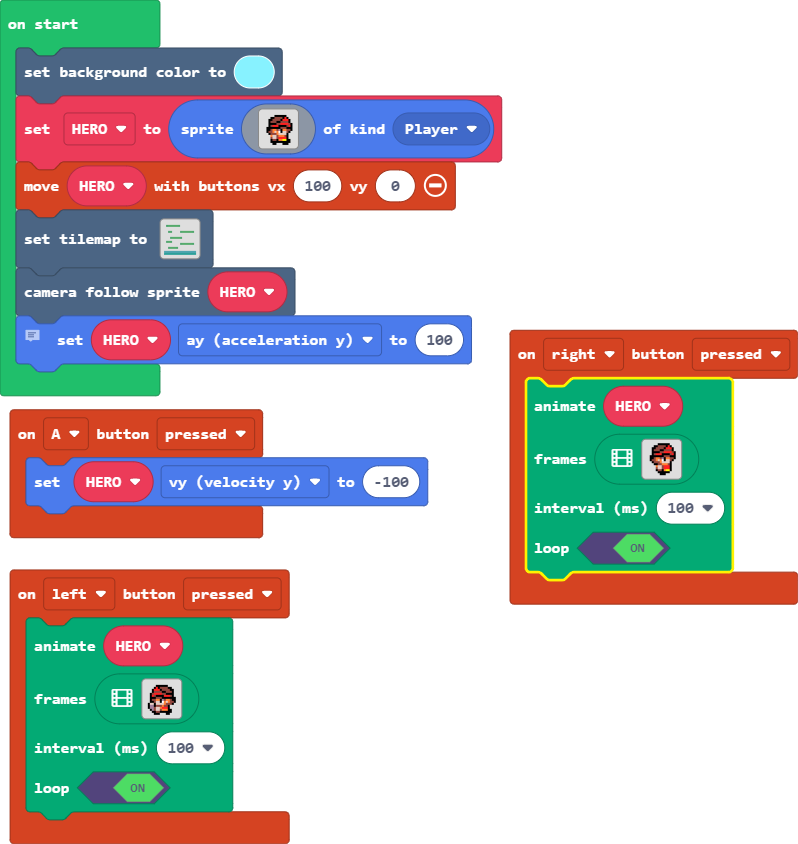 on start
set background color to
set HERO to sprite of kind Player
move HERO with buttons vx 100 vy 0
set tilemap to
camera follow sprite HERO
set HERO ay (acceleration y) to 100
on A button pressed
set HERO vy (velocity y) to -100
on left button pressed
animate HERO
frames
interval (ms) 100
loop ON
on right button pressed
animate HERO
frames
interval (ms) 100
loop ON